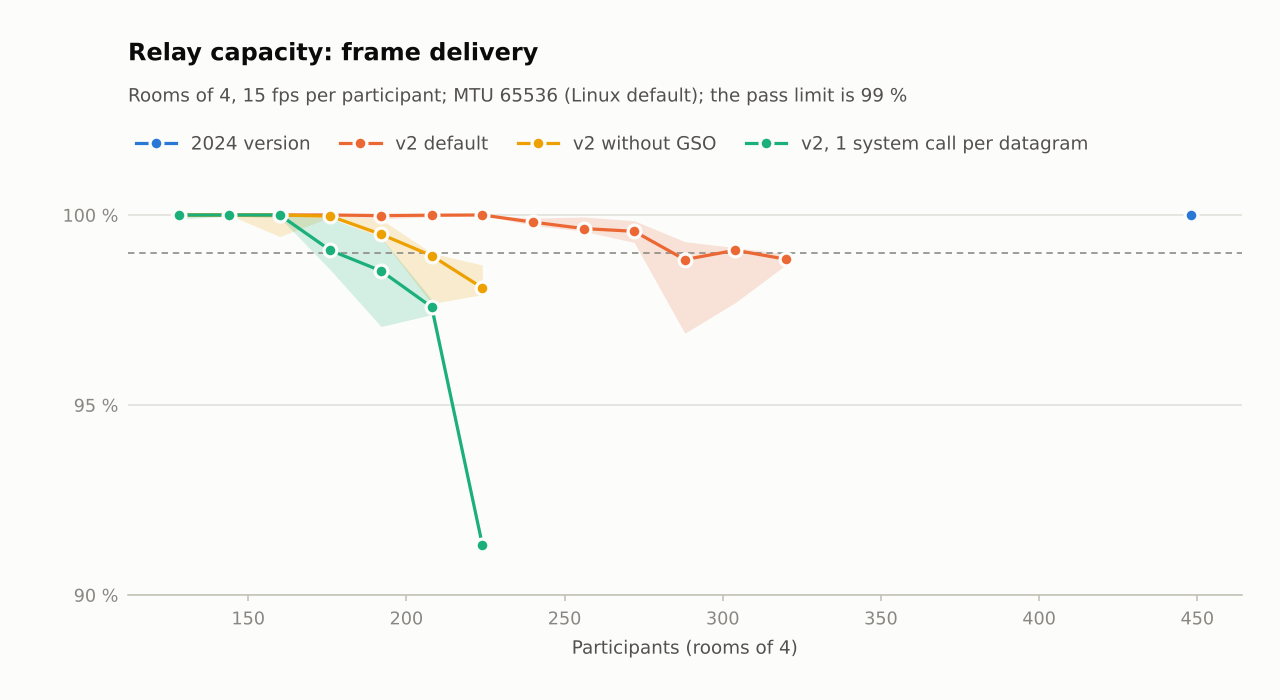 Relay capacity: frame delivery
Rooms of 4, 15 fps per participant; MTU 65536 (Linux default); the pass limit is 99 %
2024 version v2 default v2 without GSO v2, 1 system call per datagram
100 %
95 %
90 %
150 200 250 300 350 400 450
Participants (rooms of 4)